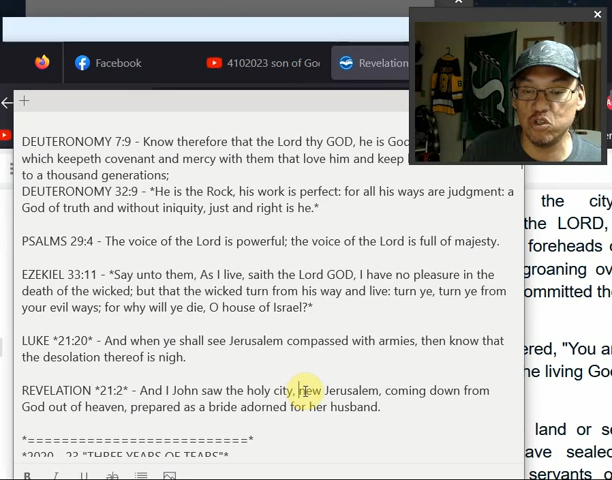 Facebook
4102023 son of Go
Revelation
DEUTERONOMY 7:9 - Know therefore that the Lord thy GOD, he is God
which keepeth covenant and mercy with them that love him and keep
to a thousand generations;
DEUTERONOMY 32:9 - *He is the Rock, his work is perfect: for all his ways are judgment: a
God of truth and without iniquity, just and right is he.*
PSALMS 29:4 - The voice of the Lord is powerful; the voice of the Lord is full of majesty.
EZEKIEL 33:11 - *Say unto them, As I live, saith the Lord GOD, I have no pleasure in the
death of the wicked; but that the wicked turn from his way and live: turn ye, turn ye from
your evil ways; for why will ye die, O house of Israel?*
LUKE *21:20* - And when ye shall see Jerusalem compassed with armies, then know that
the desolation thereof is nigh.
REVELATION *21:2* - And I John saw the holy city, new Jerusalem, coming down from
God out of heaven, prepared as a bride adorned for her husband.
*==========================*
*2020 - 23 "THREE YEARS OF TEARS"*
B I U
the city
the LORD,
foreheads o
groaning ov
ommitted the
ered, "You a
he living Go
land or s
ave sealed
servants o